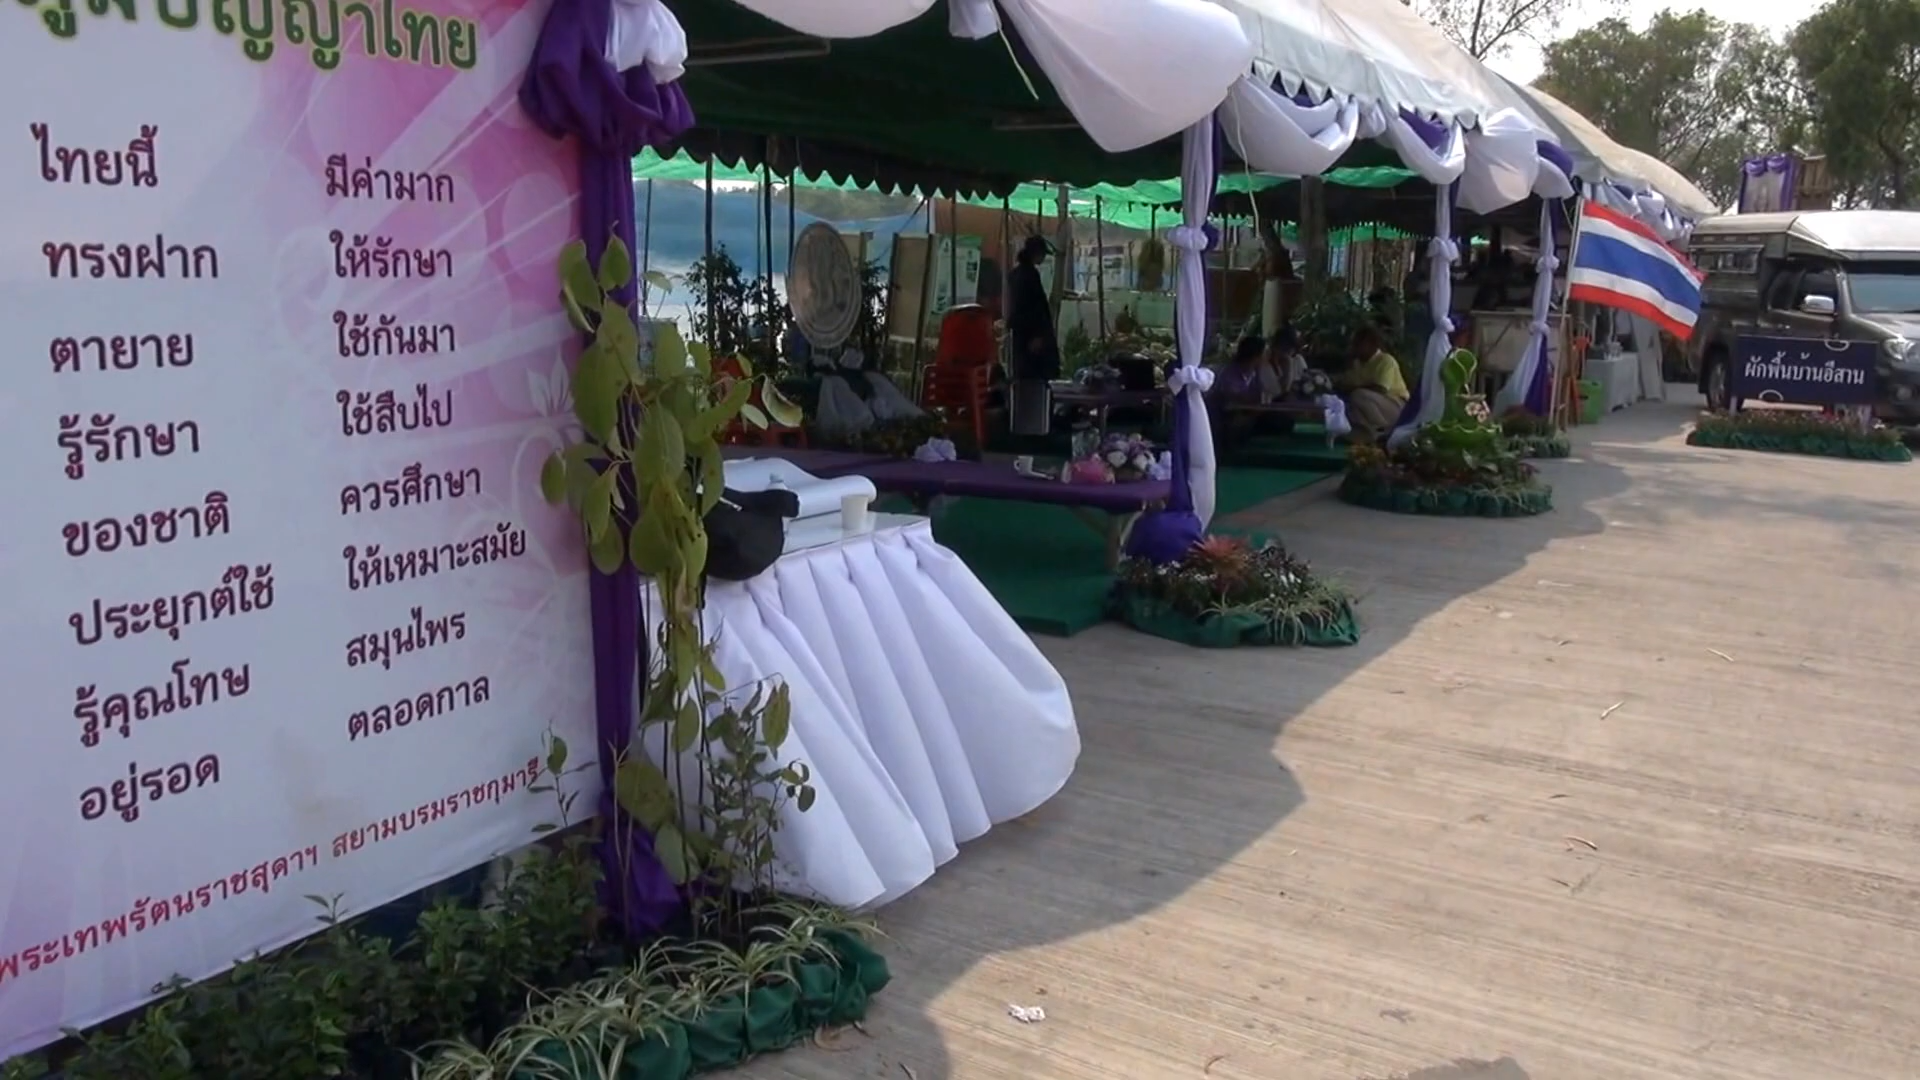 ภูมิปัญญาไทย
ไทยนี้ มีค่ามาก
ทรงฝาก ให้รักษา
ตายาย ใช้กันมา
รู้รักษา ใช้สืบไป
ของชาติ ควรศึกษา
ประยุกต์ใช้ ให้เหมาะสมัย
รู้คุณโทษ สมุนไพร
อยู่รอด ตลอดกาล
พระเทพรัตนราชสุดาฯ สยามบรมราชกุมารี
ผักพื้นบ้านอีสาน